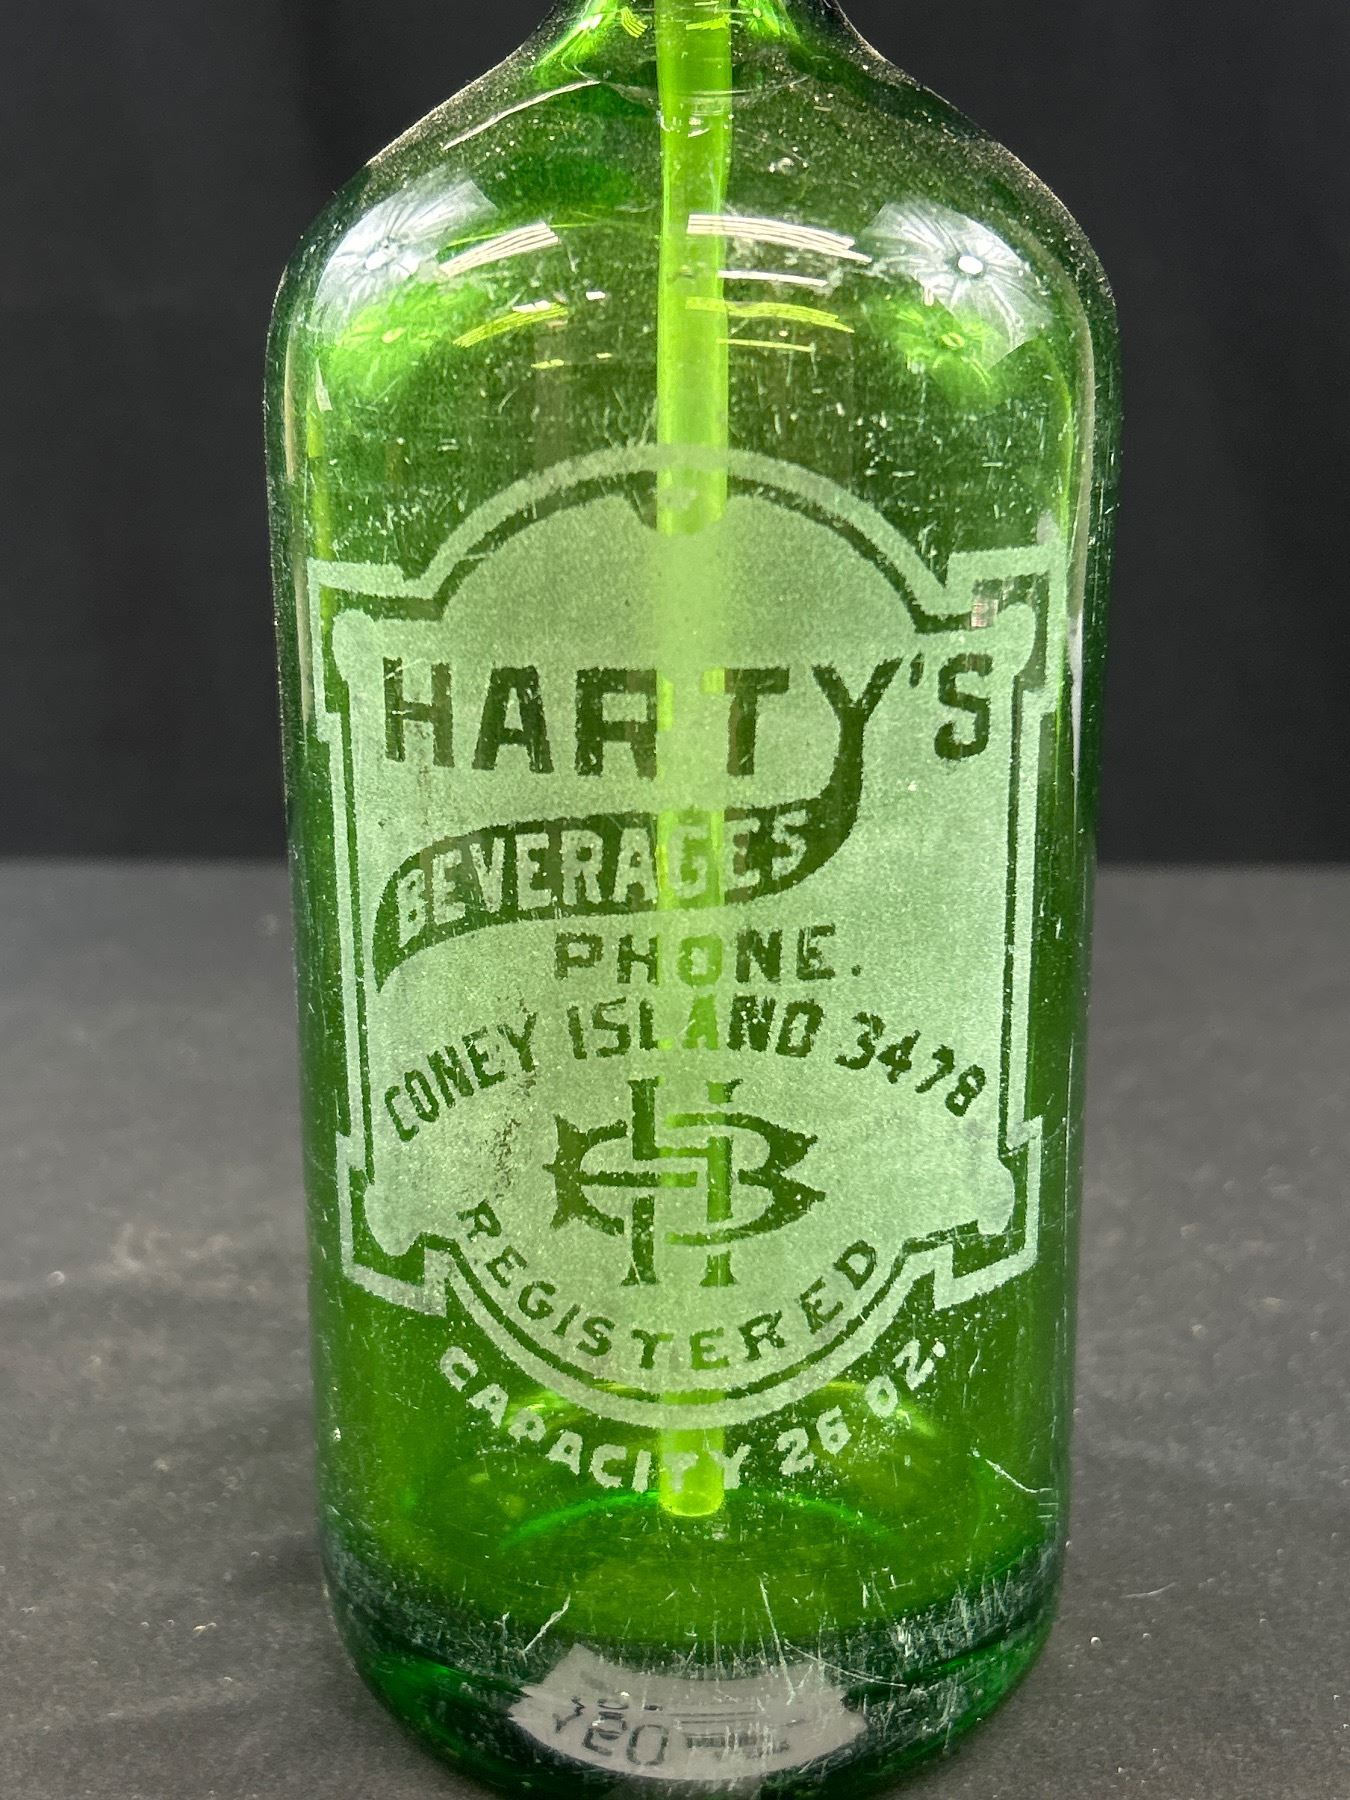 HARTY'S
BEVERAGES
PHONE.
CONEY ISLAND 3478
HB
REGISTERED
CAPACITY 26 OZ.